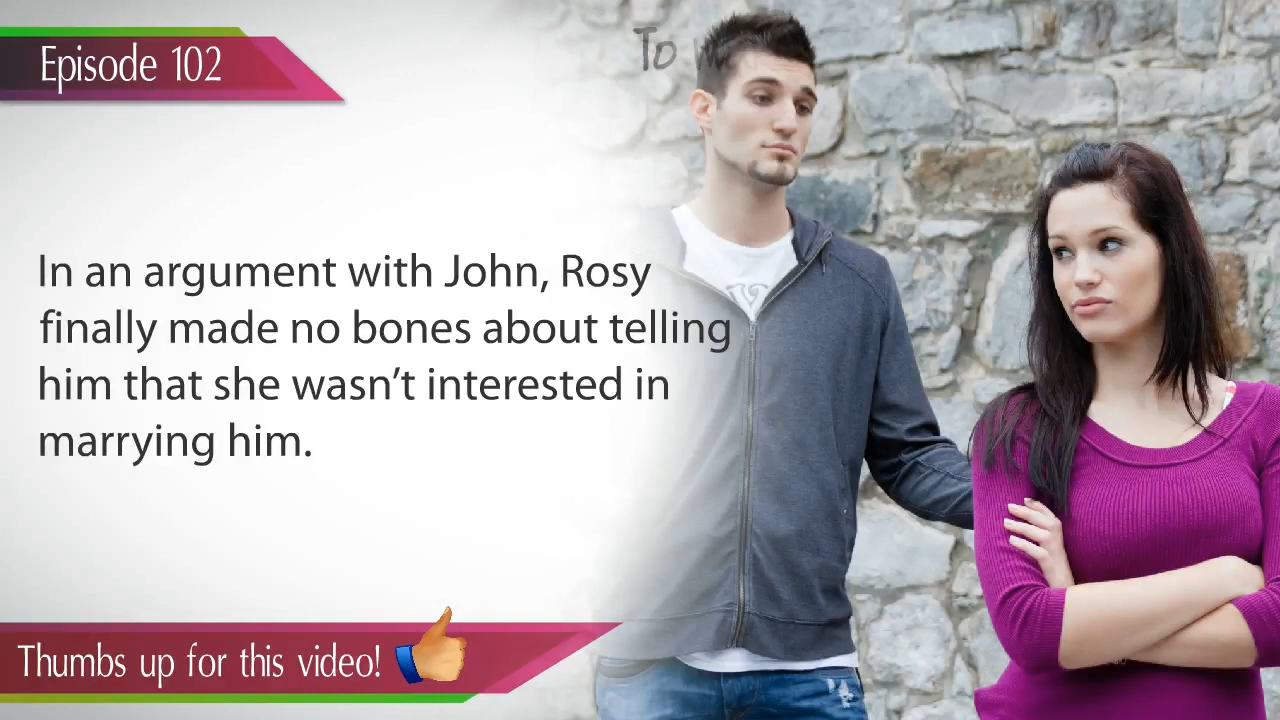 Episode 102
To
In an argument with John, Rosy
finally made no bones about telling
him that she wasn’t interested in
marrying him.
Thumbs up for this video!